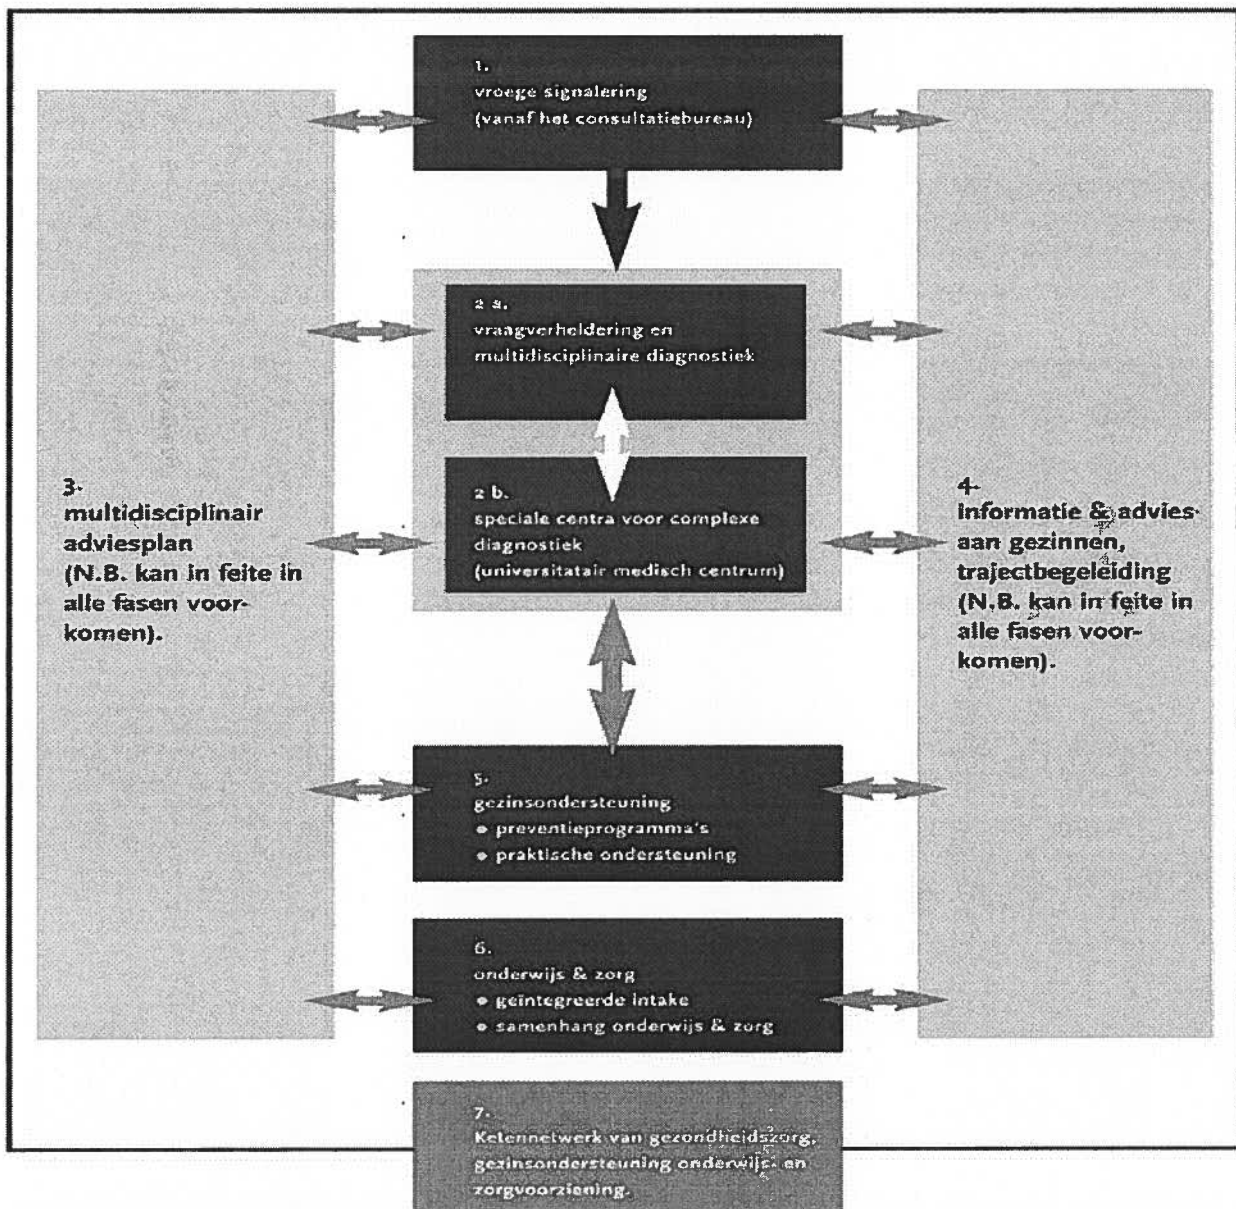 1.
vroege signalering
(vanaf het consultatiebureau)
2 a.
vraagverheldering en
multidisciplinaire diagnostiek
2 b.
speciale centra voor complexe
diagnostiek
(universitatair medisch centrum)
3.
multidisciplinair
adviesplan
(N.B. kan in feite in
alle fasen voor-
komen).
4.
informatie & advies
aan gezinnen,
trajectbegeleiding
(N.B. kan in feite in
alle fasen voor-
komen).
5.
gezinsondersteuning
• preventieprogramma's
• praktische ondersteuning
6.
onderwijs & zorg
• geïntegreerde intake
• samenhang onderwijs & zorg
7.
Ketennetwerk van gezondheidszorg,
gezinsondersteuning onderwijs- en
zorgvoorziening.